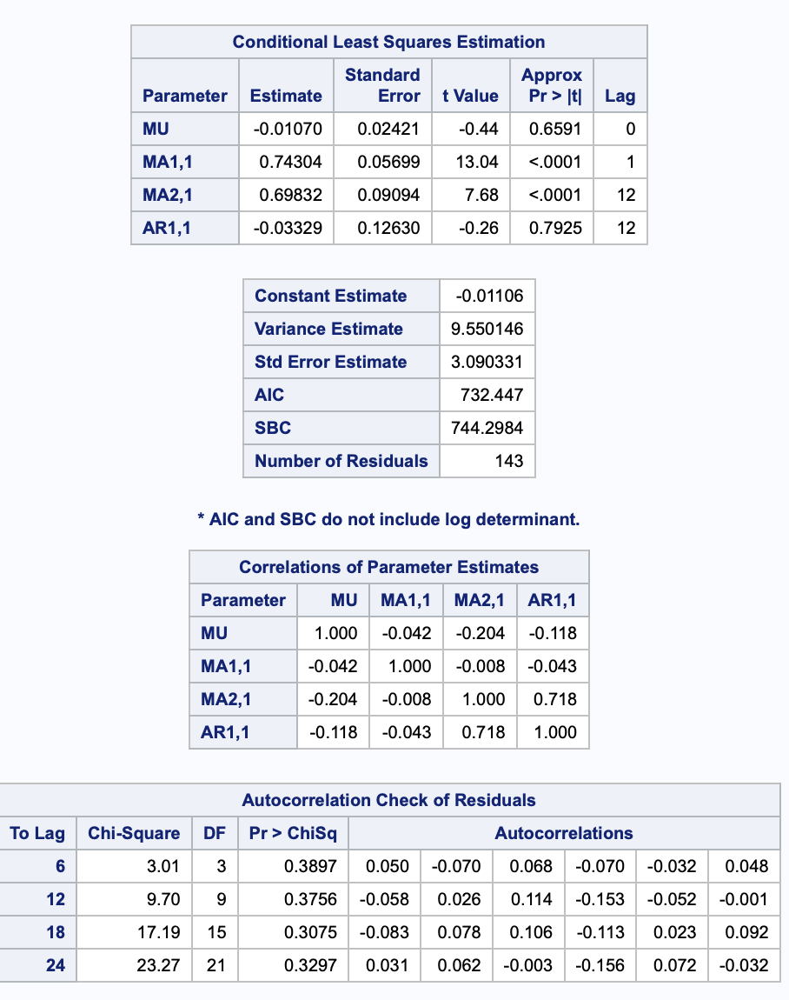 Conditional Least Squares Estimation
Parameter Estimate Standard Error t Value Approx Pr > |t| Lag
MU -0.01070 0.02421 -0.44 0.6591 0
MA1,1 0.74304 0.05699 13.04 <.0001 1
MA2,1 0.69832 0.09094 7.68 <.0001 12
AR1,1 -0.03329 0.12630 -0.26 0.7925 12
Constant Estimate -0.01106
Variance Estimate 9.550146
Std Error Estimate 3.090331
AIC 732.447
SBC 744.2984
Number of Residuals 143
* AIC and SBC do not include log determinant.
Correlations of Parameter Estimates
Parameter MU MA1,1 MA2,1 AR1,1
MU 1.000 -0.042 -0.204 -0.118
MA1,1 -0.042 1.000 -0.008 -0.043
MA2,1 -0.204 -0.008 1.000 0.718
AR1,1 -0.118 -0.043 0.718 1.000
Autocorrelation Check of Residuals
To Lag Chi-Square DF Pr > ChiSq Autocorrelations
6 3.01 3 0.3897 0.050 -0.070 0.068 -0.070 -0.032 0.048
12 9.70 9 0.3756 -0.058 0.026 0.114 -0.153 -0.052 -0.001
18 17.19 15 0.3075 -0.083 0.078 0.106 -0.113 0.023 0.092
24 23.27 21 0.3297 0.031 0.062 -0.003 -0.156 0.072 -0.032